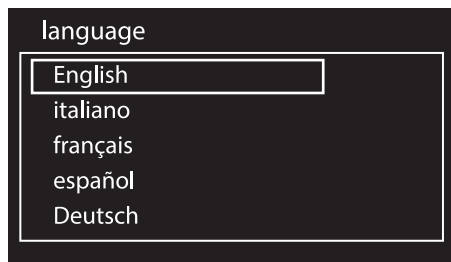 language
English
italiano
français
español
Deutsch